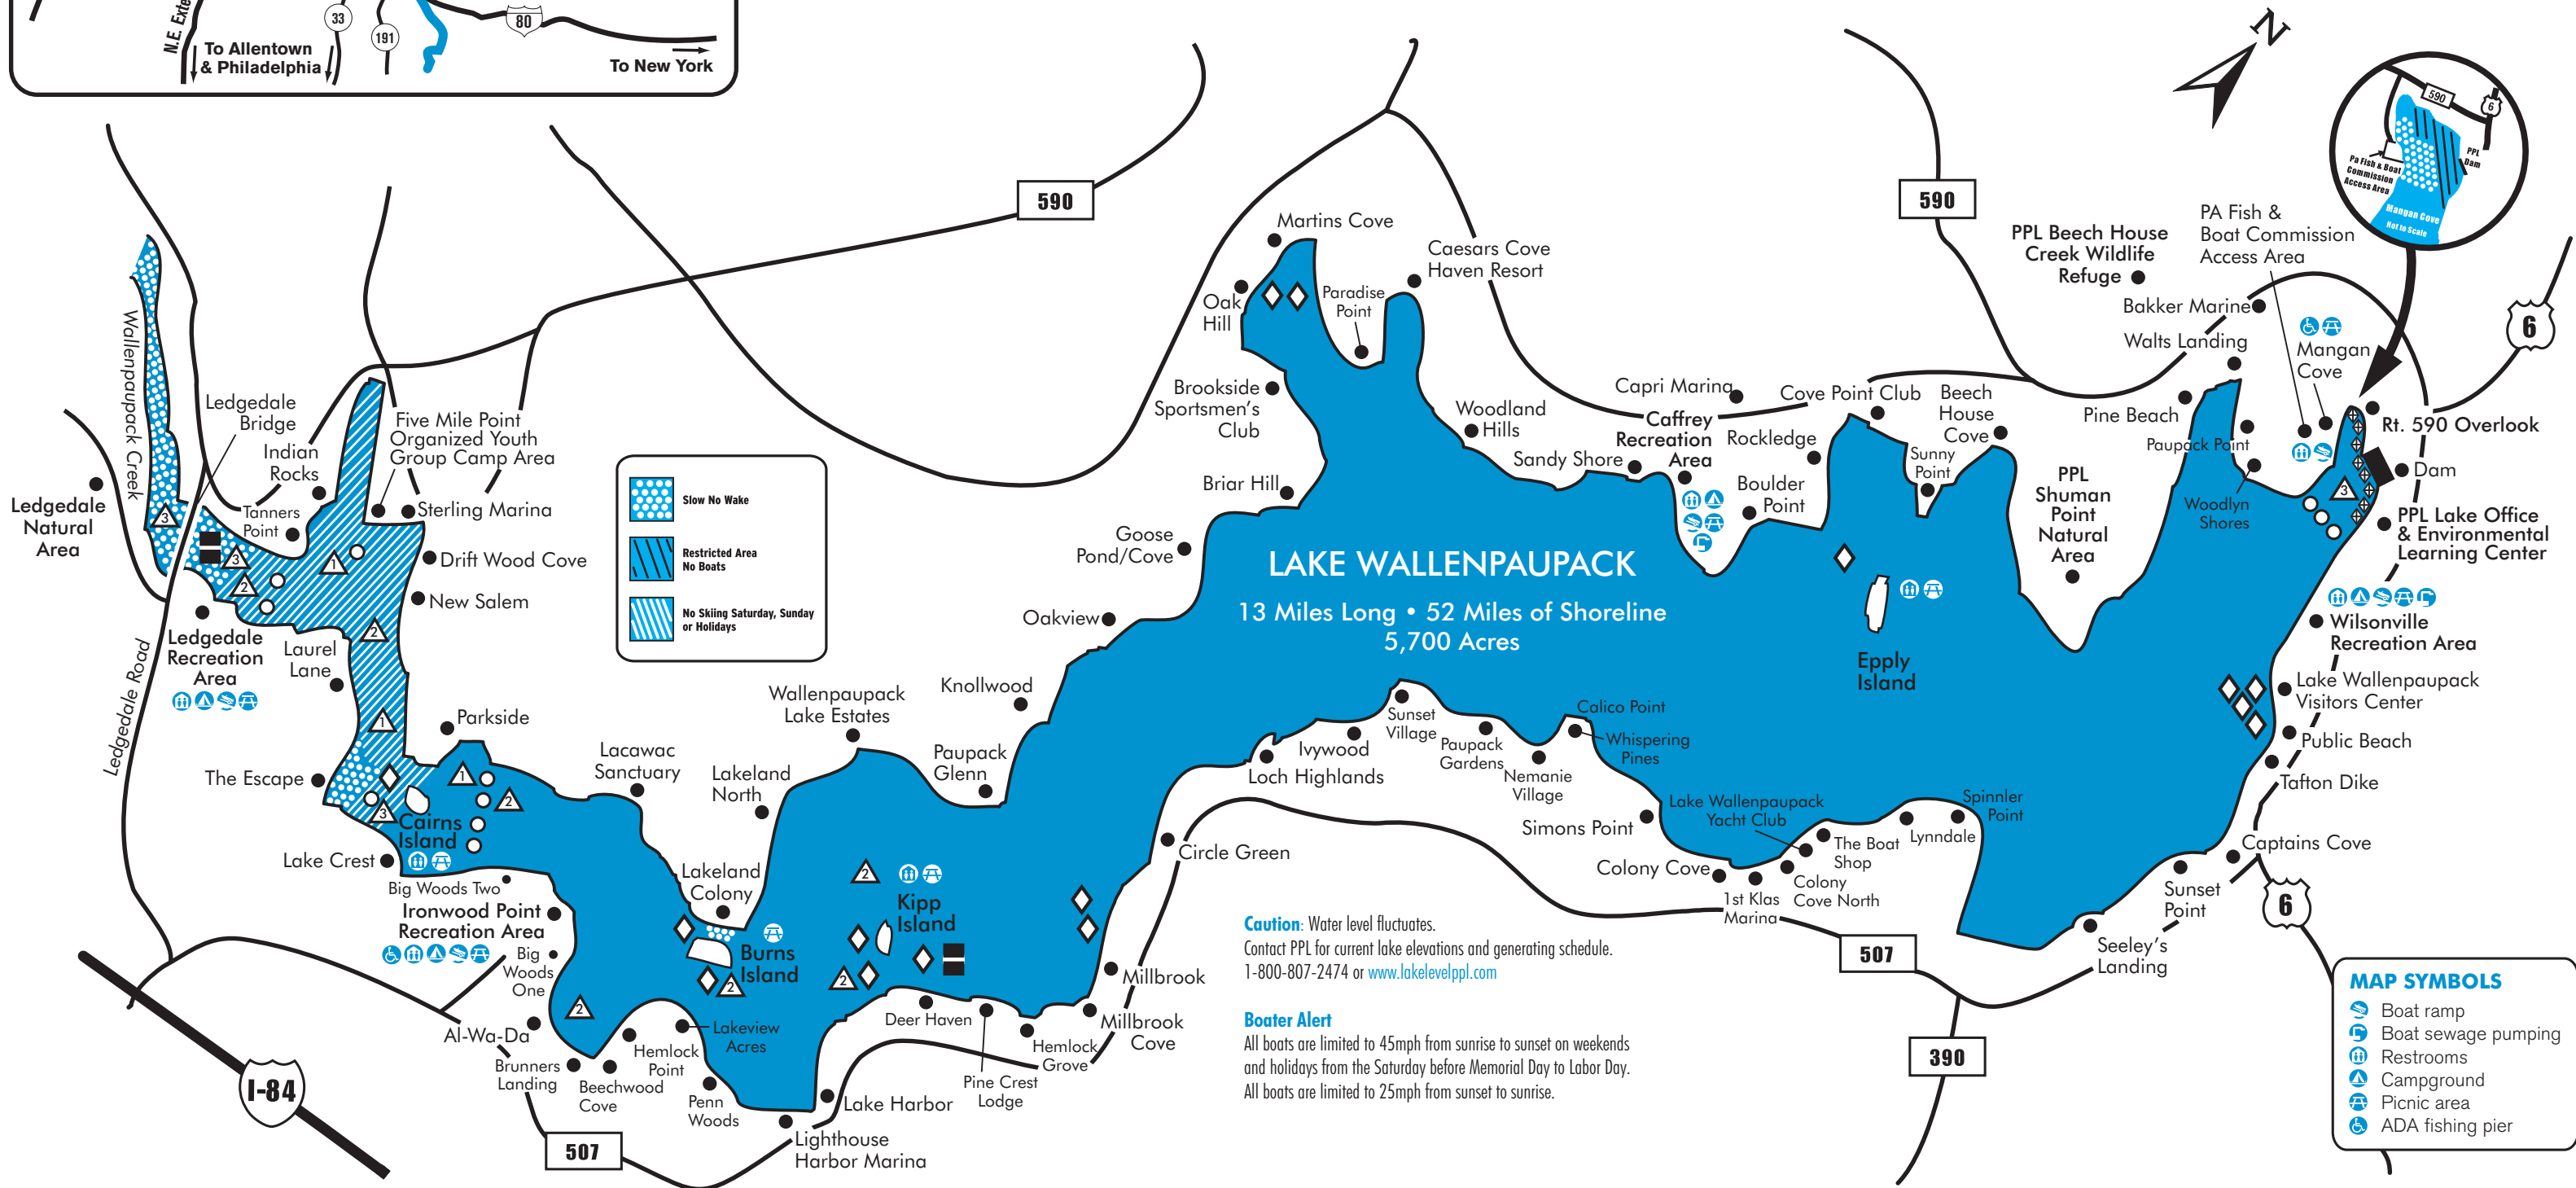 N.E. Exte
33
191
80
To Allentown
& Philadelphia
To New York
N
590
6
PPL
Dam
Pa Fish & Boat
Commission
Access Area
Mangan Cove
Not to Scale
590
590
6
Martins Cove
Caesars Cove
Haven Resort
Oak
Hill
Paradise
Point
PPL Beech House
Creek Wildlife
Refuge
PA Fish &
Boat Commission
Access Area
Bakker Marine
Walts Landing
Mangan
Cove
Pine Beach
Paupack Point
Rt. 590 Overlook
Dam
Woodlyn
Shores
3
PPL Lake Office
& Environmental
Learning Center
Wilsonville
Recreation Area
Lake Wallenpaupack
Visitors Center
Public Beach
Tafton Dike
Captains Cove
6
Sunset
Point
Seeley's
Landing
Wallenpaupack Creek
Ledgedale
Bridge
Indian
Rocks
Tanners
Point
Five Mile Point
Organized Youth
Group Camp Area
Sterling Marina
Drift Wood Cove
New Salem
Ledgedale
Natural
Area
3
3
2
1
2
1
Ledgedale
Recreation
Area
Laurel
Lane
Ledgedale Road
Parkside
The Escape
1
2
3
Cairns
Island
Lake Crest
Big Woods Two
Ironwood Point
Recreation Area
Big
Woods
One
Al-Wa-Da
2
Brunners
Landing
Beechwood
Cove
Hemlock
Point
Lakeview
Acres
Penn
Woods
I-84
507
Lighthouse
Harbor Marina
Lake Harbor
Slow No Wake
Restricted Area
No Boats
No Skiing Saturday, Sunday
or Holidays
Lacawac
Sanctuary
Lakeland
North
Wallenpaupack
Lake Estates
Knollwood
Paupack
Glenn
Lakeland
Colony
Burns
Island
2
2
Kipp
Island
2
Deer Haven
Pine Crest
Lodge
Hemlock
Grove
Millbrook
Cove
Millbrook
Circle Green
Oakview
Goose
Pond/Cove
Briar Hill
Brookside
Sportsmen's
Club
Woodland
Hills
Sandy Shore
Capri Marina
Caffrey
Recreation
Area
Rockledge
Boulder
Point
Cove Point Club
Beech
House
Cove
Sunny
Point
PPL
Shuman
Point
Natural
Area
LAKE WALLENPAUPACK
13 Miles Long • 52 Miles of Shoreline
5,700 Acres
Epply
Island
Loch Highlands
Ivywood
Sunset
Village
Paupack
Gardens
Nemanie
Village
Calico Point
Whispering
Pines
Simons Point
Lake Wallenpaupack
Yacht Club
Colony Cove
1st Klas
Marina
Colony
Cove North
The Boat
Shop
Lynndale
Spinnler
Point
507
390
Caution: Water level fluctuates.
Contact PPL for current lake elevations and generating schedule.
1-800-807-2474 or www.lakelevelppl.com
Boater Alert
All boats are limited to 45mph from sunrise to sunset on weekends
and holidays from the Saturday before Memorial Day to Labor Day.
All boats are limited to 25mph from sunset to sunrise.
MAP SYMBOLS
Boat ramp
Boat sewage pumping
Restrooms
Campground
Picnic area
ADA fishing pier